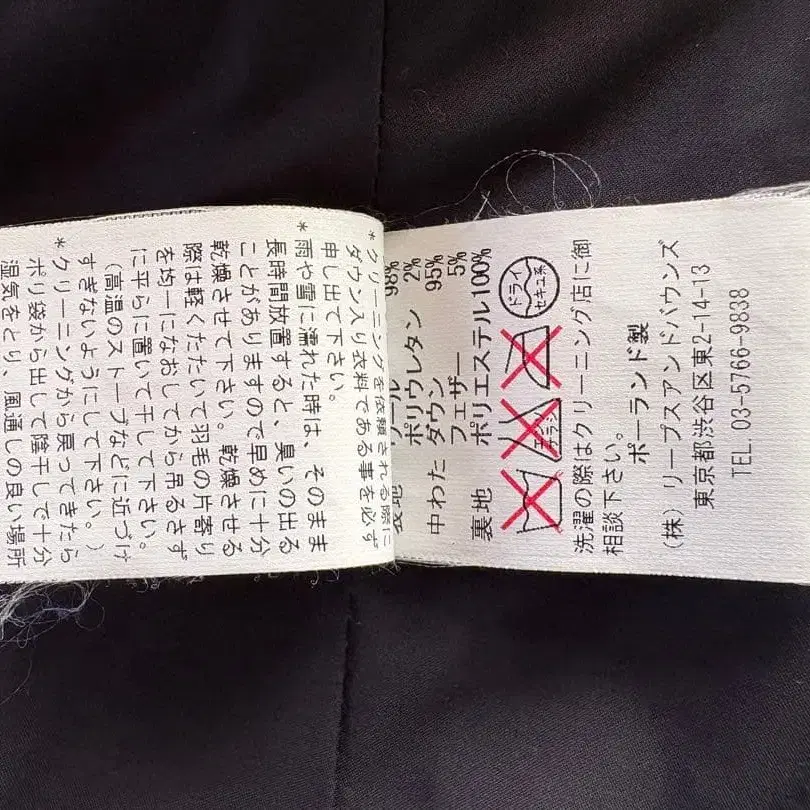 ール 98%
ポリウレタン 2%
中わた ダウン 95%
フェザー 5%
裏地 ポリエステル100%
ドライ
セキユ系
洗濯の際はクリーニング店に御
相談下さい。
ポーランド製
(株)リープスアンドバウンズ
東京都渋谷区東2-14-13
TEL. 03-5766-9838
*クリーニングを依頼される際に
ダウン入り衣料である事を必ず
申し出て下さい。
*雨や雪に濡れた時は、そのまま
長時間放置すると、臭いの出る
ことがありますので早めに十分
乾燥させて下さい。乾燥させる
際は軽くたたいて羽毛の片寄り
を均一になおしてから吊るさず
に平らに置いて干して下さい。
(高温のストーブなどに近づけ
すぎないようにして下さい。)
*クリーニングから戻ってきたら
ポリ袋から出して陰干して十分
湿気をとり、風通しの良い場所